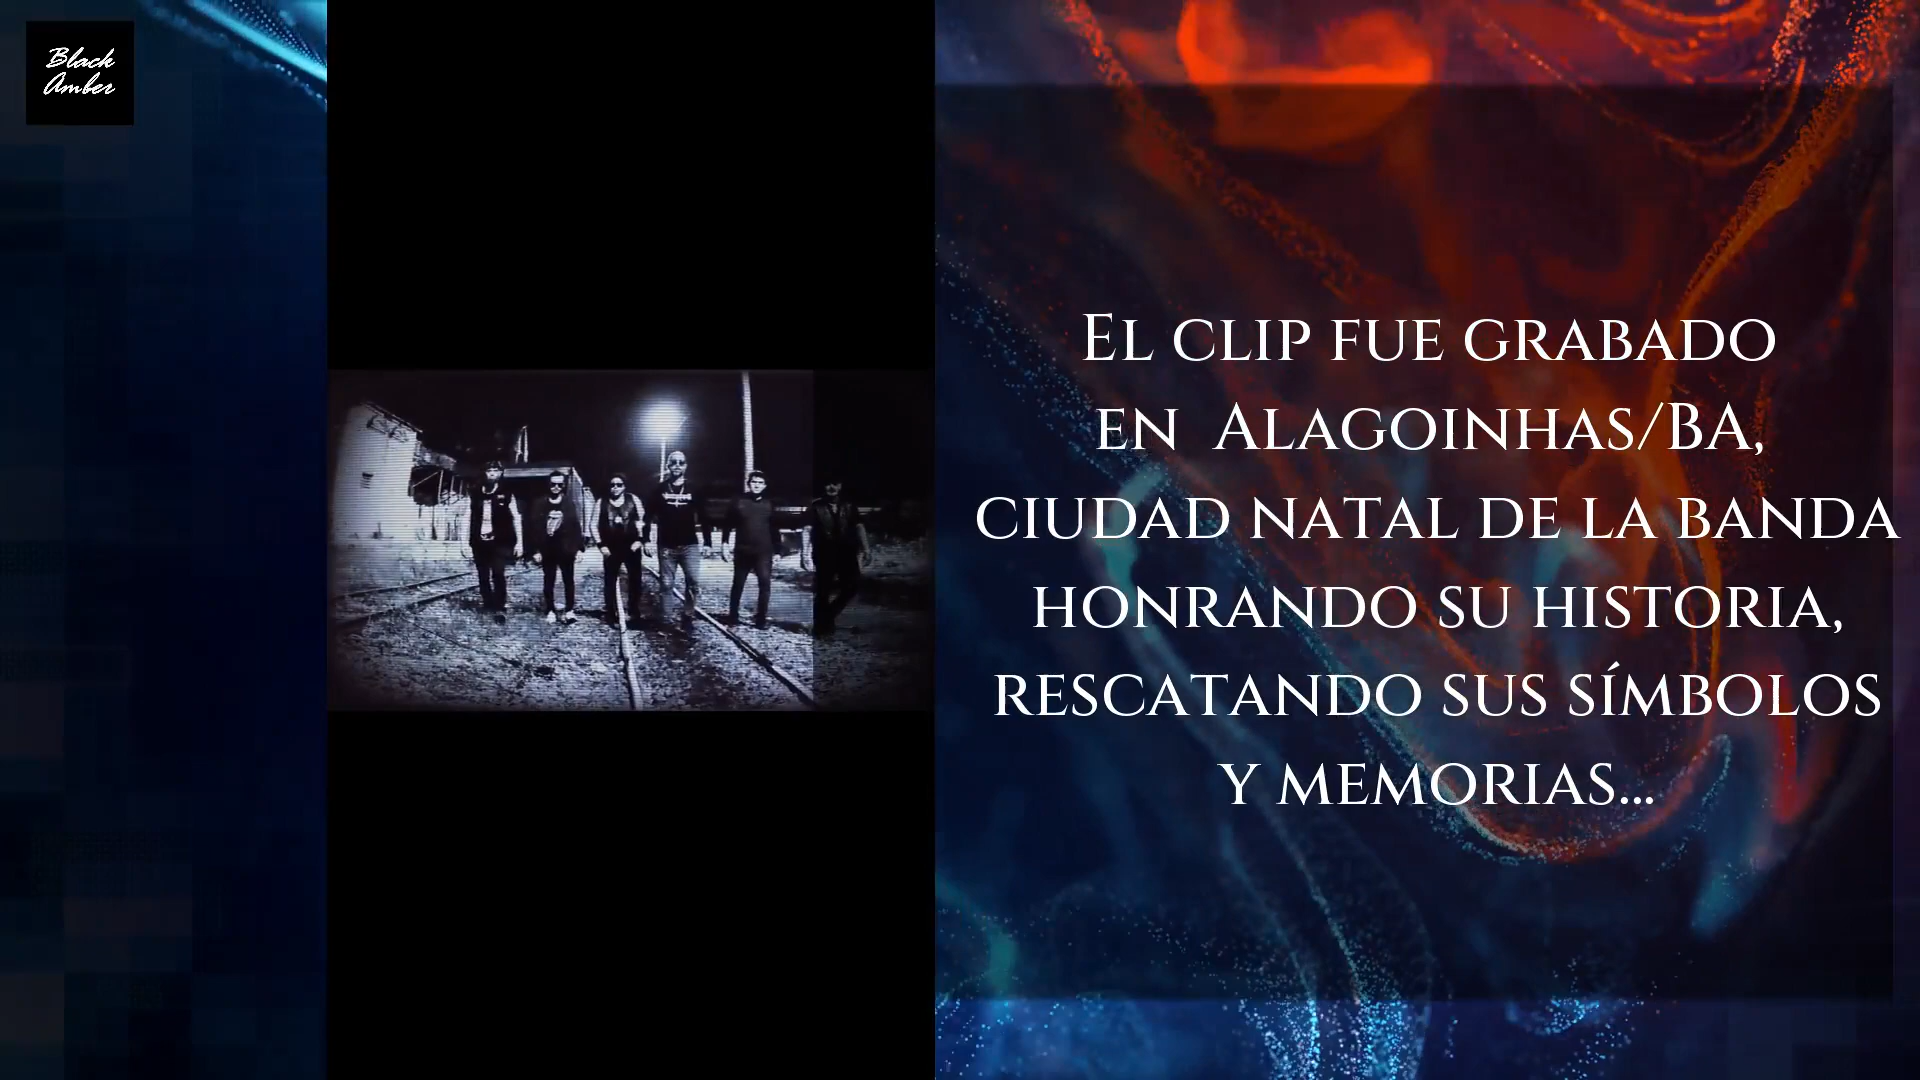 Black
Amber
El clip fue grabado
en Alagoinhas/BA,
ciudad natal de la banda
honrando su historia,
rescatando sus símbolos
y memorias...